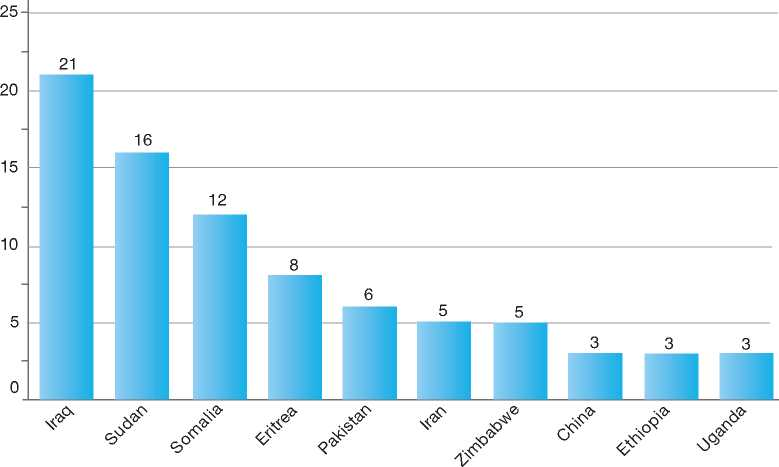 25
20
15
10
5
0
21
16
12
8
6
5
5
3
3
3
Iraq
Sudan
Somalia
Eritrea
Pakistan
Iran
Zimbabwe
China
Ethiopia
Uganda